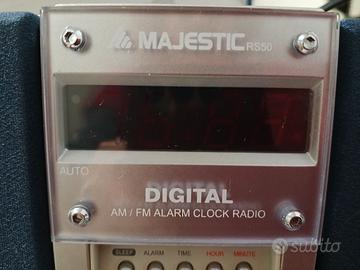 MAJESTIC RS50
AUTO
DIGITAL
AM / FM ALARM CLOCK RADIO
SLEEP ALARM TIME HOUR MINUTE
subito